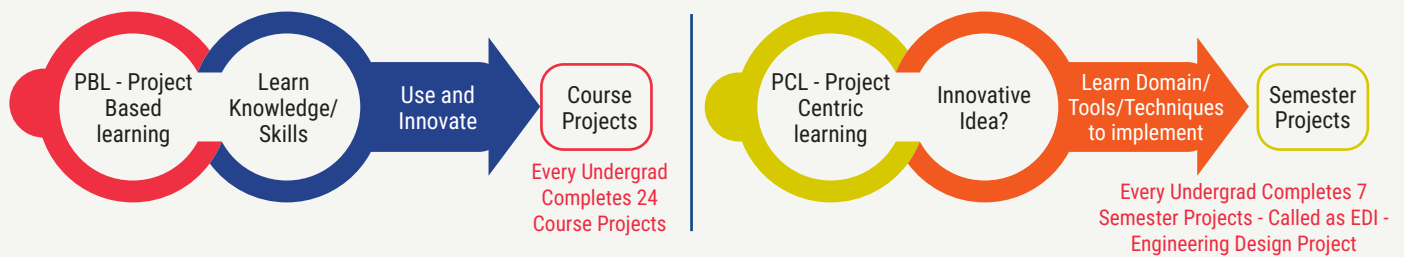 PBL - Project
Based
learning
Learn
Knowledge/
Skills
Use and
Innovate
Course
Projects
Every Undergrad
Completes 24
Course Projects
PCL - Project
Centric
learning
Innovative
Idea?
Learn Domain/
Tools/Techniques
to implement
Semester
Projects
Every Undergrad Completes 7
Semester Projects - Called as EDI -
Engineering Design Project